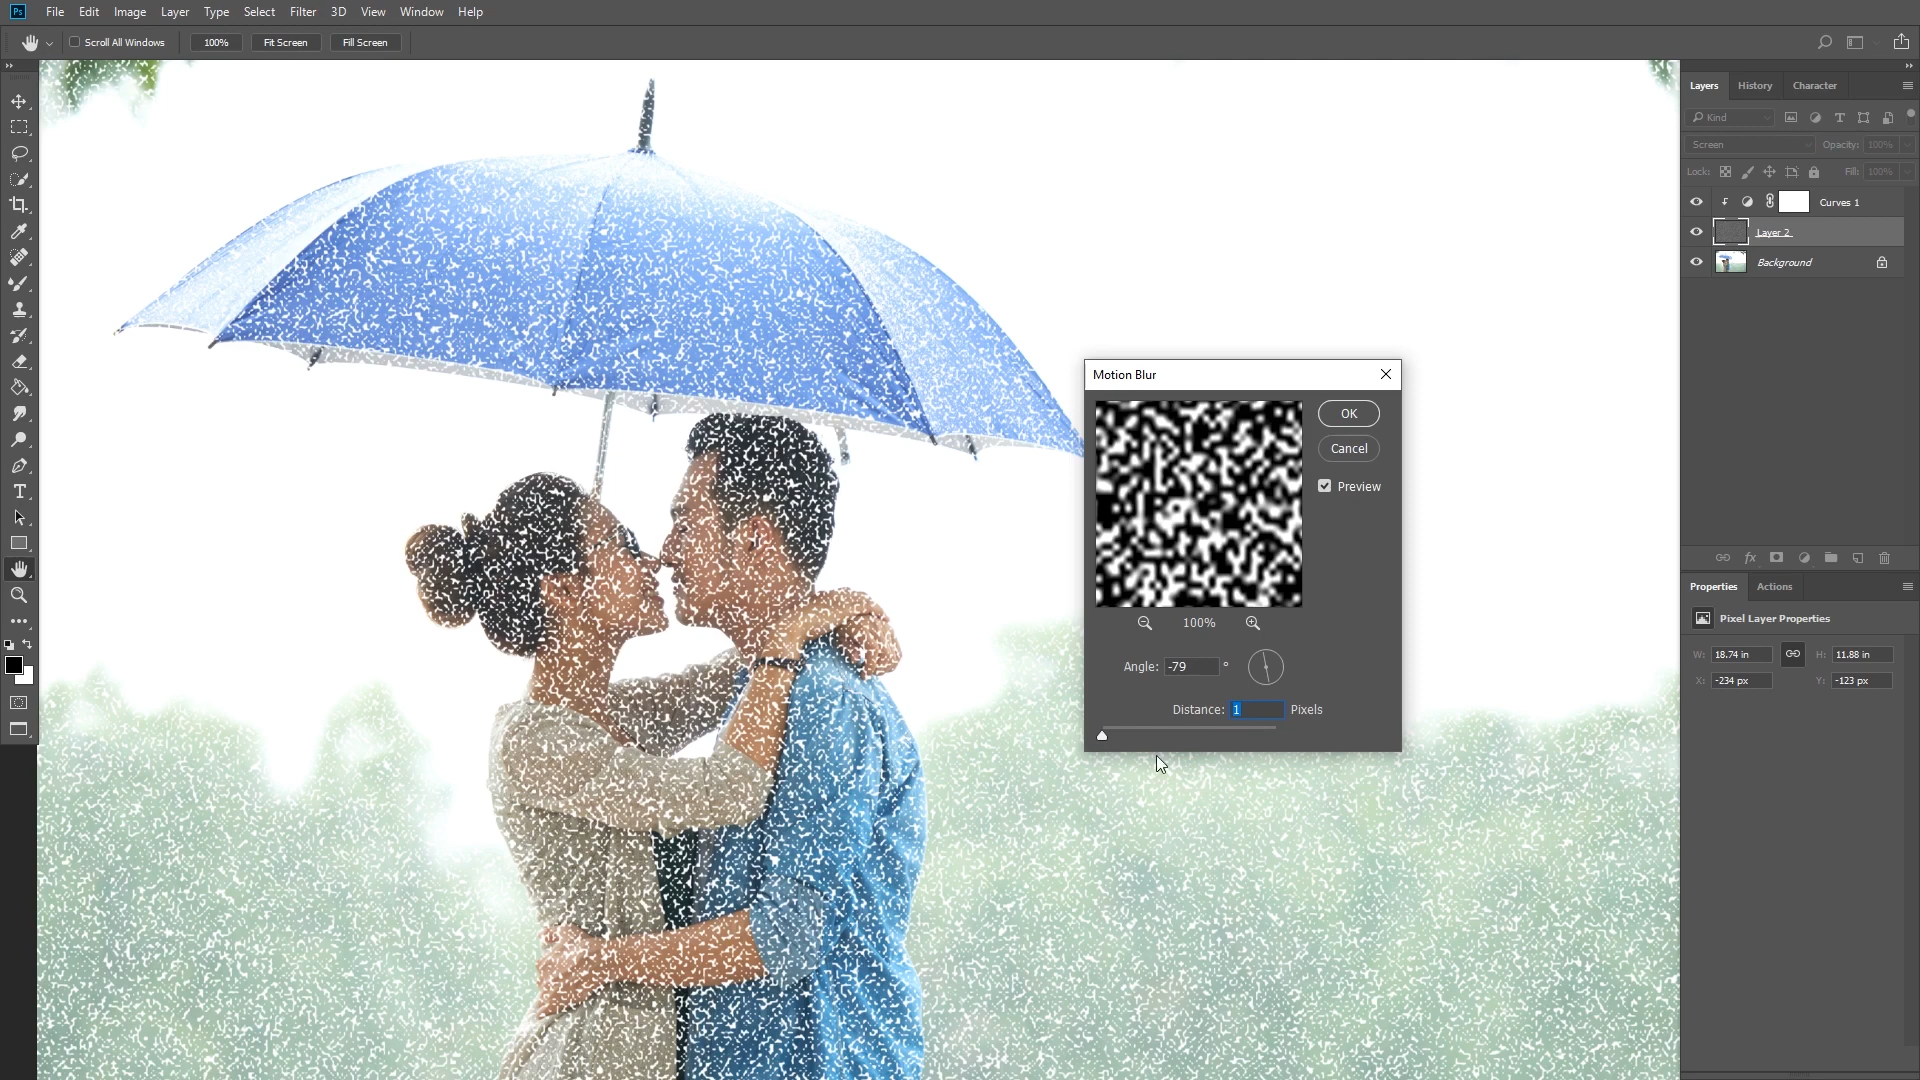 Ps File Edit Image Layer Type Select Filter 3D View Window Help
Scroll All Windows 100% Fit Screen Fill Screen
Layers History Character
Kind
Screen Opacity: 100%
Lock: Fill: 100%
Curves 1
Layer 2
Background
fx
Properties Actions
Pixel Layer Properties
W: 18.74 in H: 11.88 in
X: -234 px Y: -123 px
Motion Blur
OK
Cancel
Preview
100%
Angle: -79 °
Distance: 1 Pixels